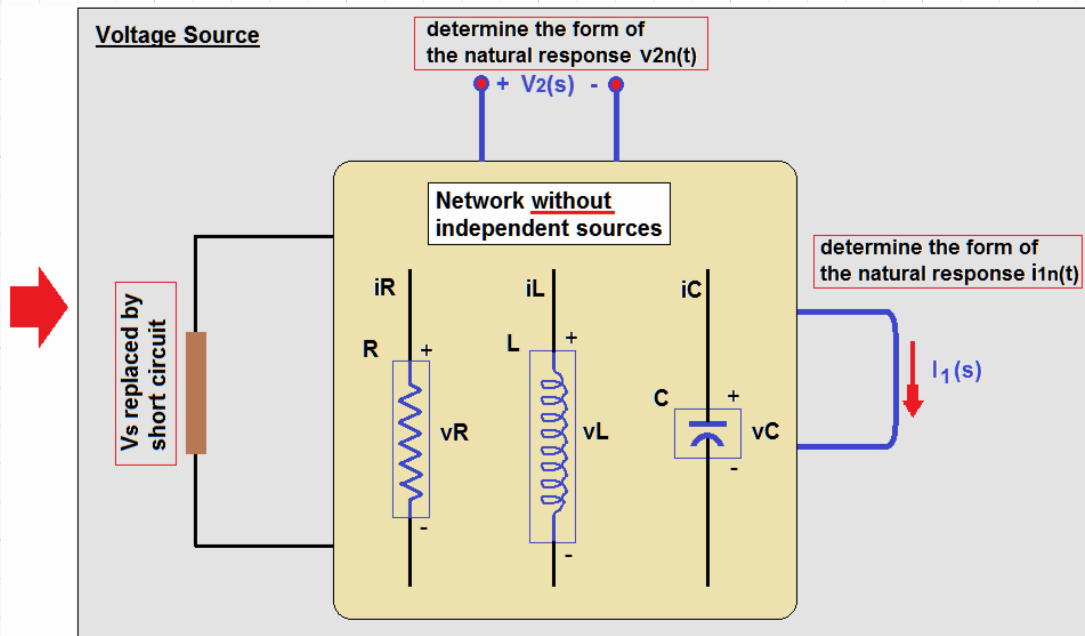 Voltage Source
determine the form of
the natural response v2n(t)
+ V2(s) -
Network without
independent sources
determine the form of
the natural response i1n(t)
Vs replaced by
short circuit
iR
R
+
vR
-
iL
L
+
vL
-
iC
C
+
vC
-
I1(s)